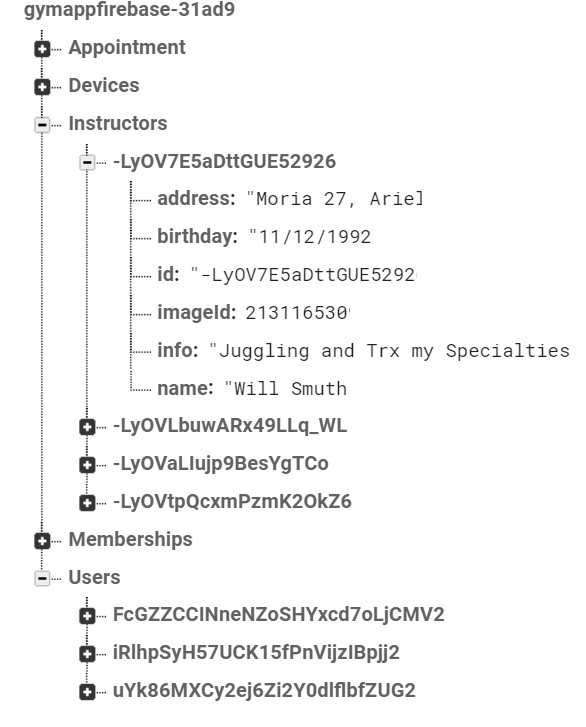 gymappfirebase-31ad9
Appointment
Devices
Instructors
-LyOV7E5aDttGUE52926
address: "Moria 27, Ariel
birthday: "11/12/1992
id: "-LyOV7E5aDttGUE5292
imageId: 213116530
info: "Juggling and Trx my Specialties
name: "Will Smuth
-LyOVLbuwARx49LLq_WL
-LyOVaLIujp9BesYgTCo
-LyOVtpQcxmPzmK2OkZ6
Memberships
Users
FcGZZCCINneNZoSHYxcd7oLjCMV2
iRlhpSyH57UCK15fPnVijzIBpjj2
uYk86MXCy2ej6Zi2Y0dlflbfZUG2